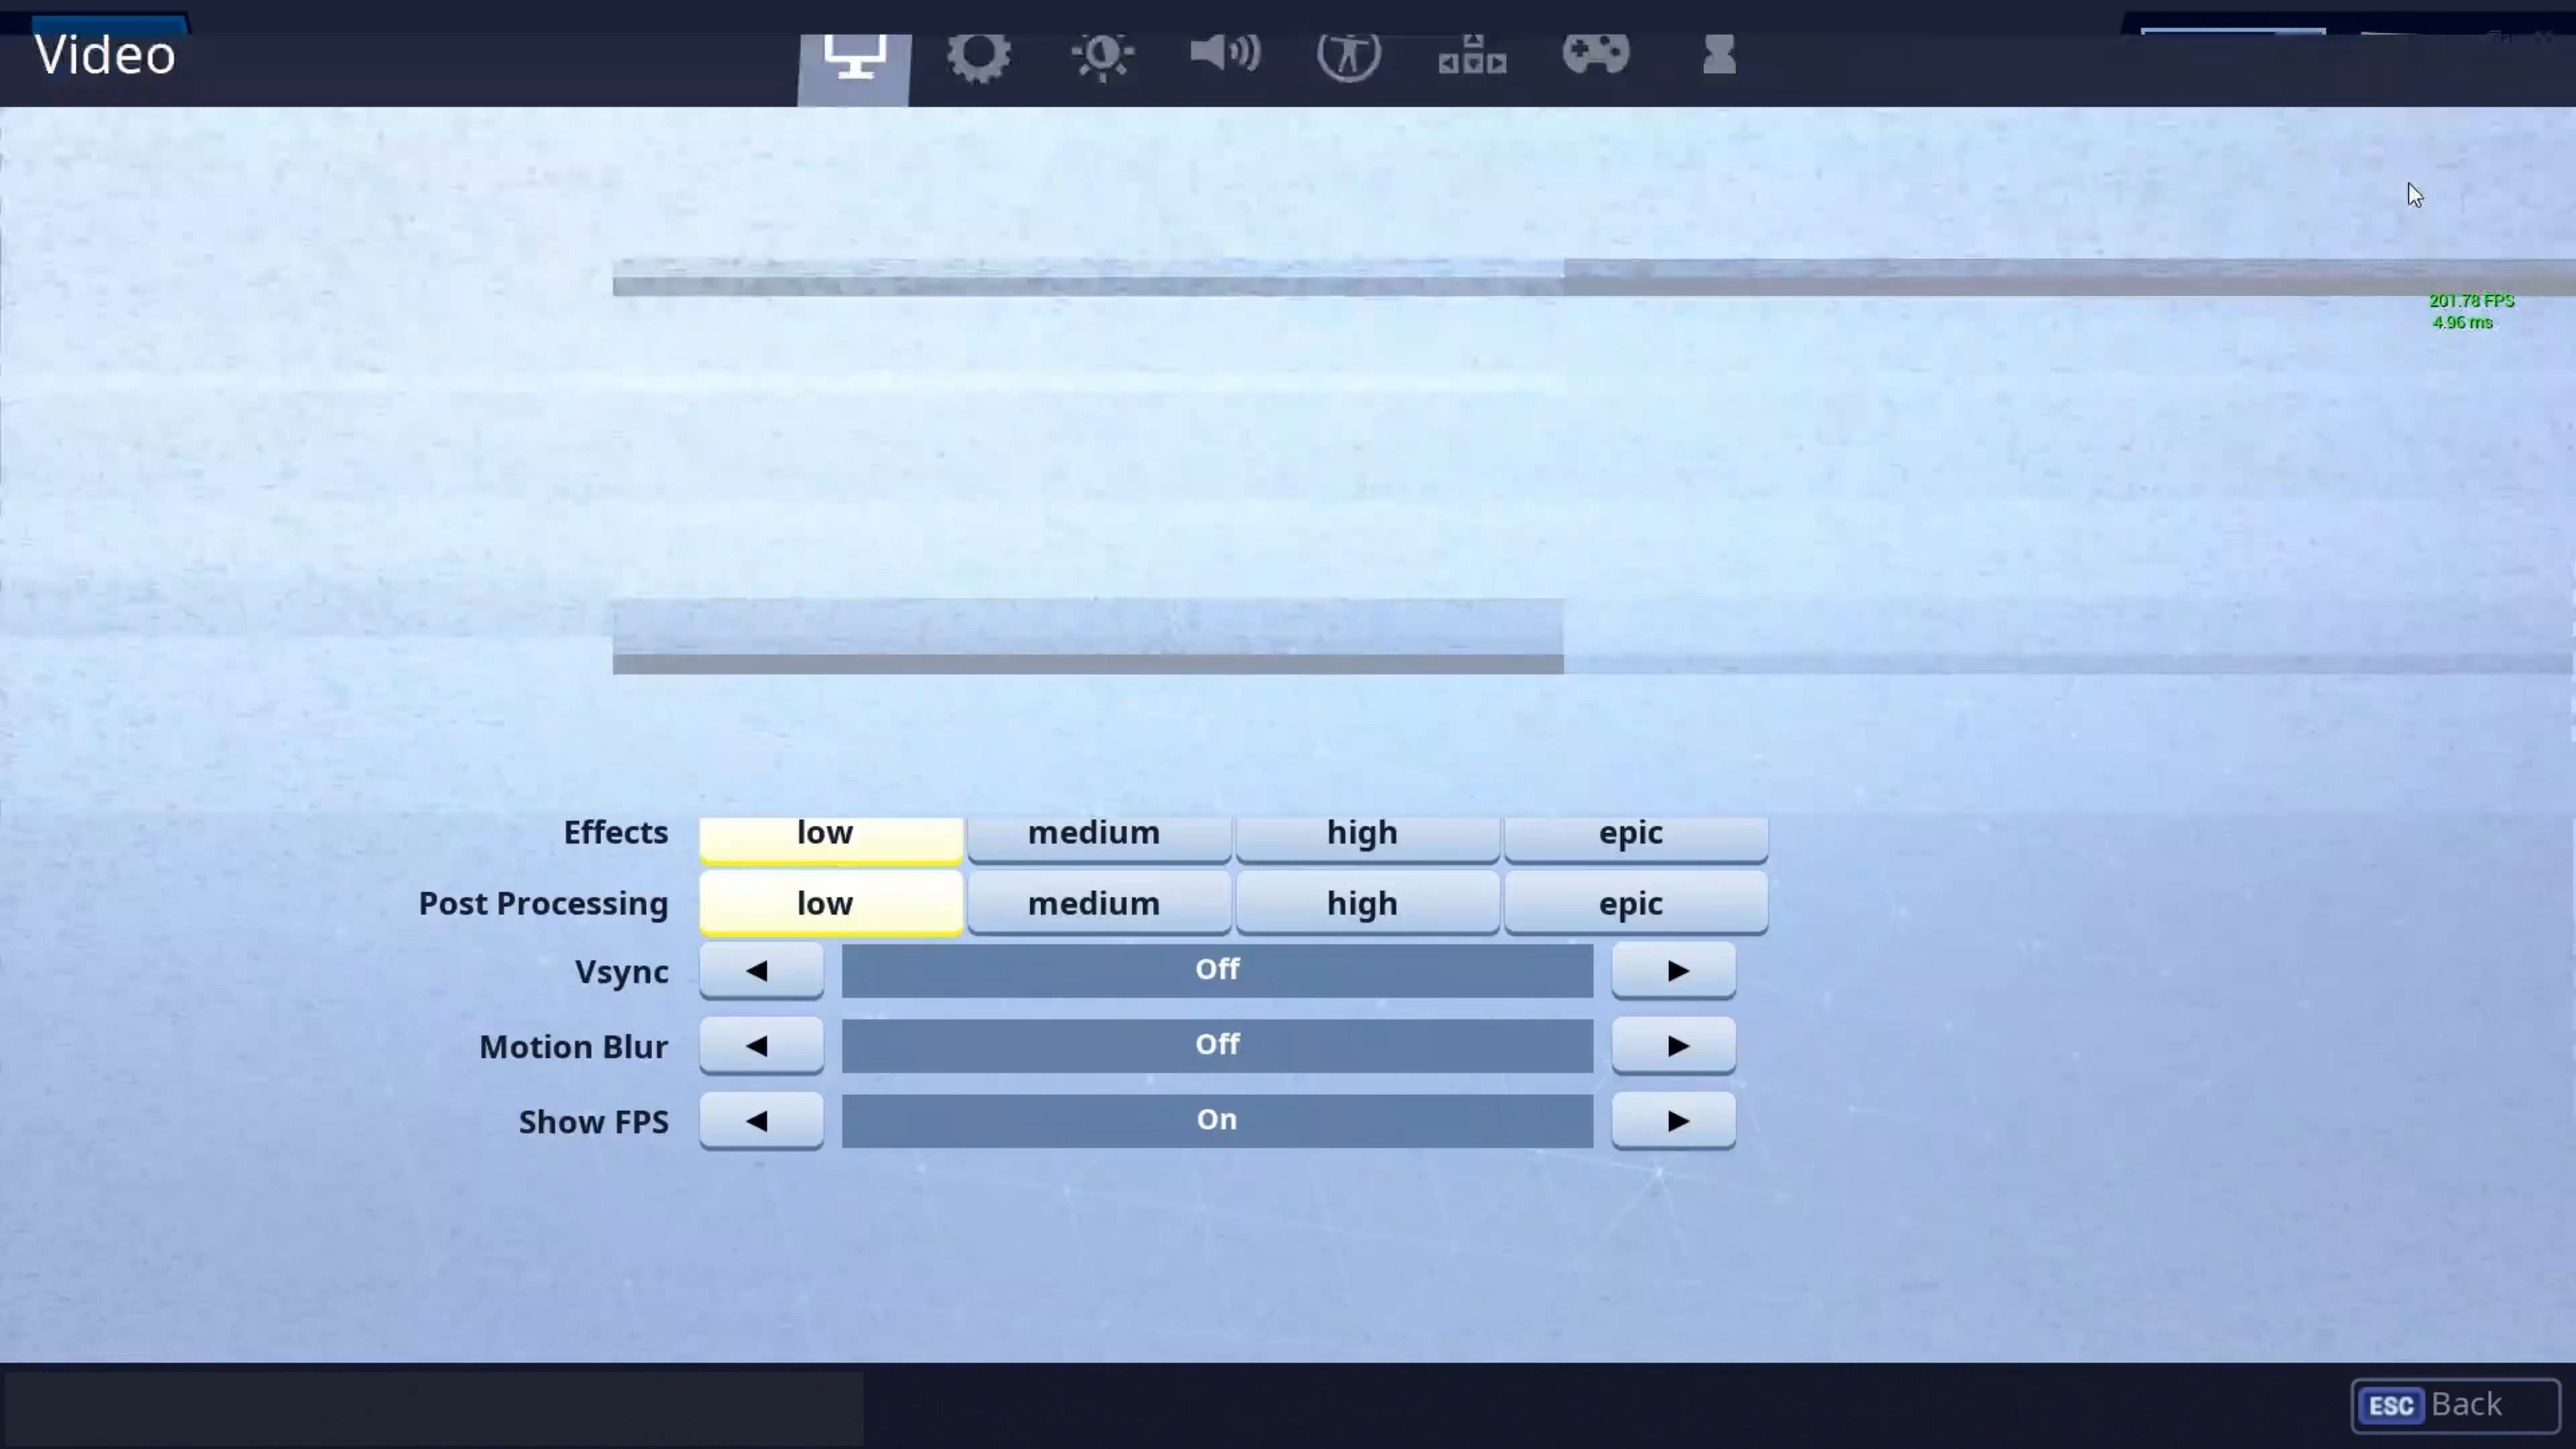 Video
201.78 FPS
4.96 ms
Effects low medium high epic
Post Processing low medium high epic
Vsync Off
Motion Blur Off
Show FPS On
ESC Back